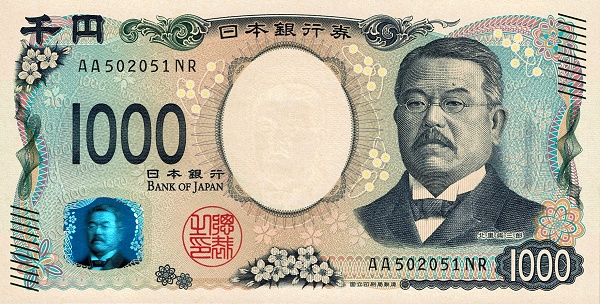 千円
日本銀行券
AA502051NR
1000
日本銀行
BANK OF JAPAN
総裁之印
北里柴三郎
AA502051NR
1000
国立印刷局製造